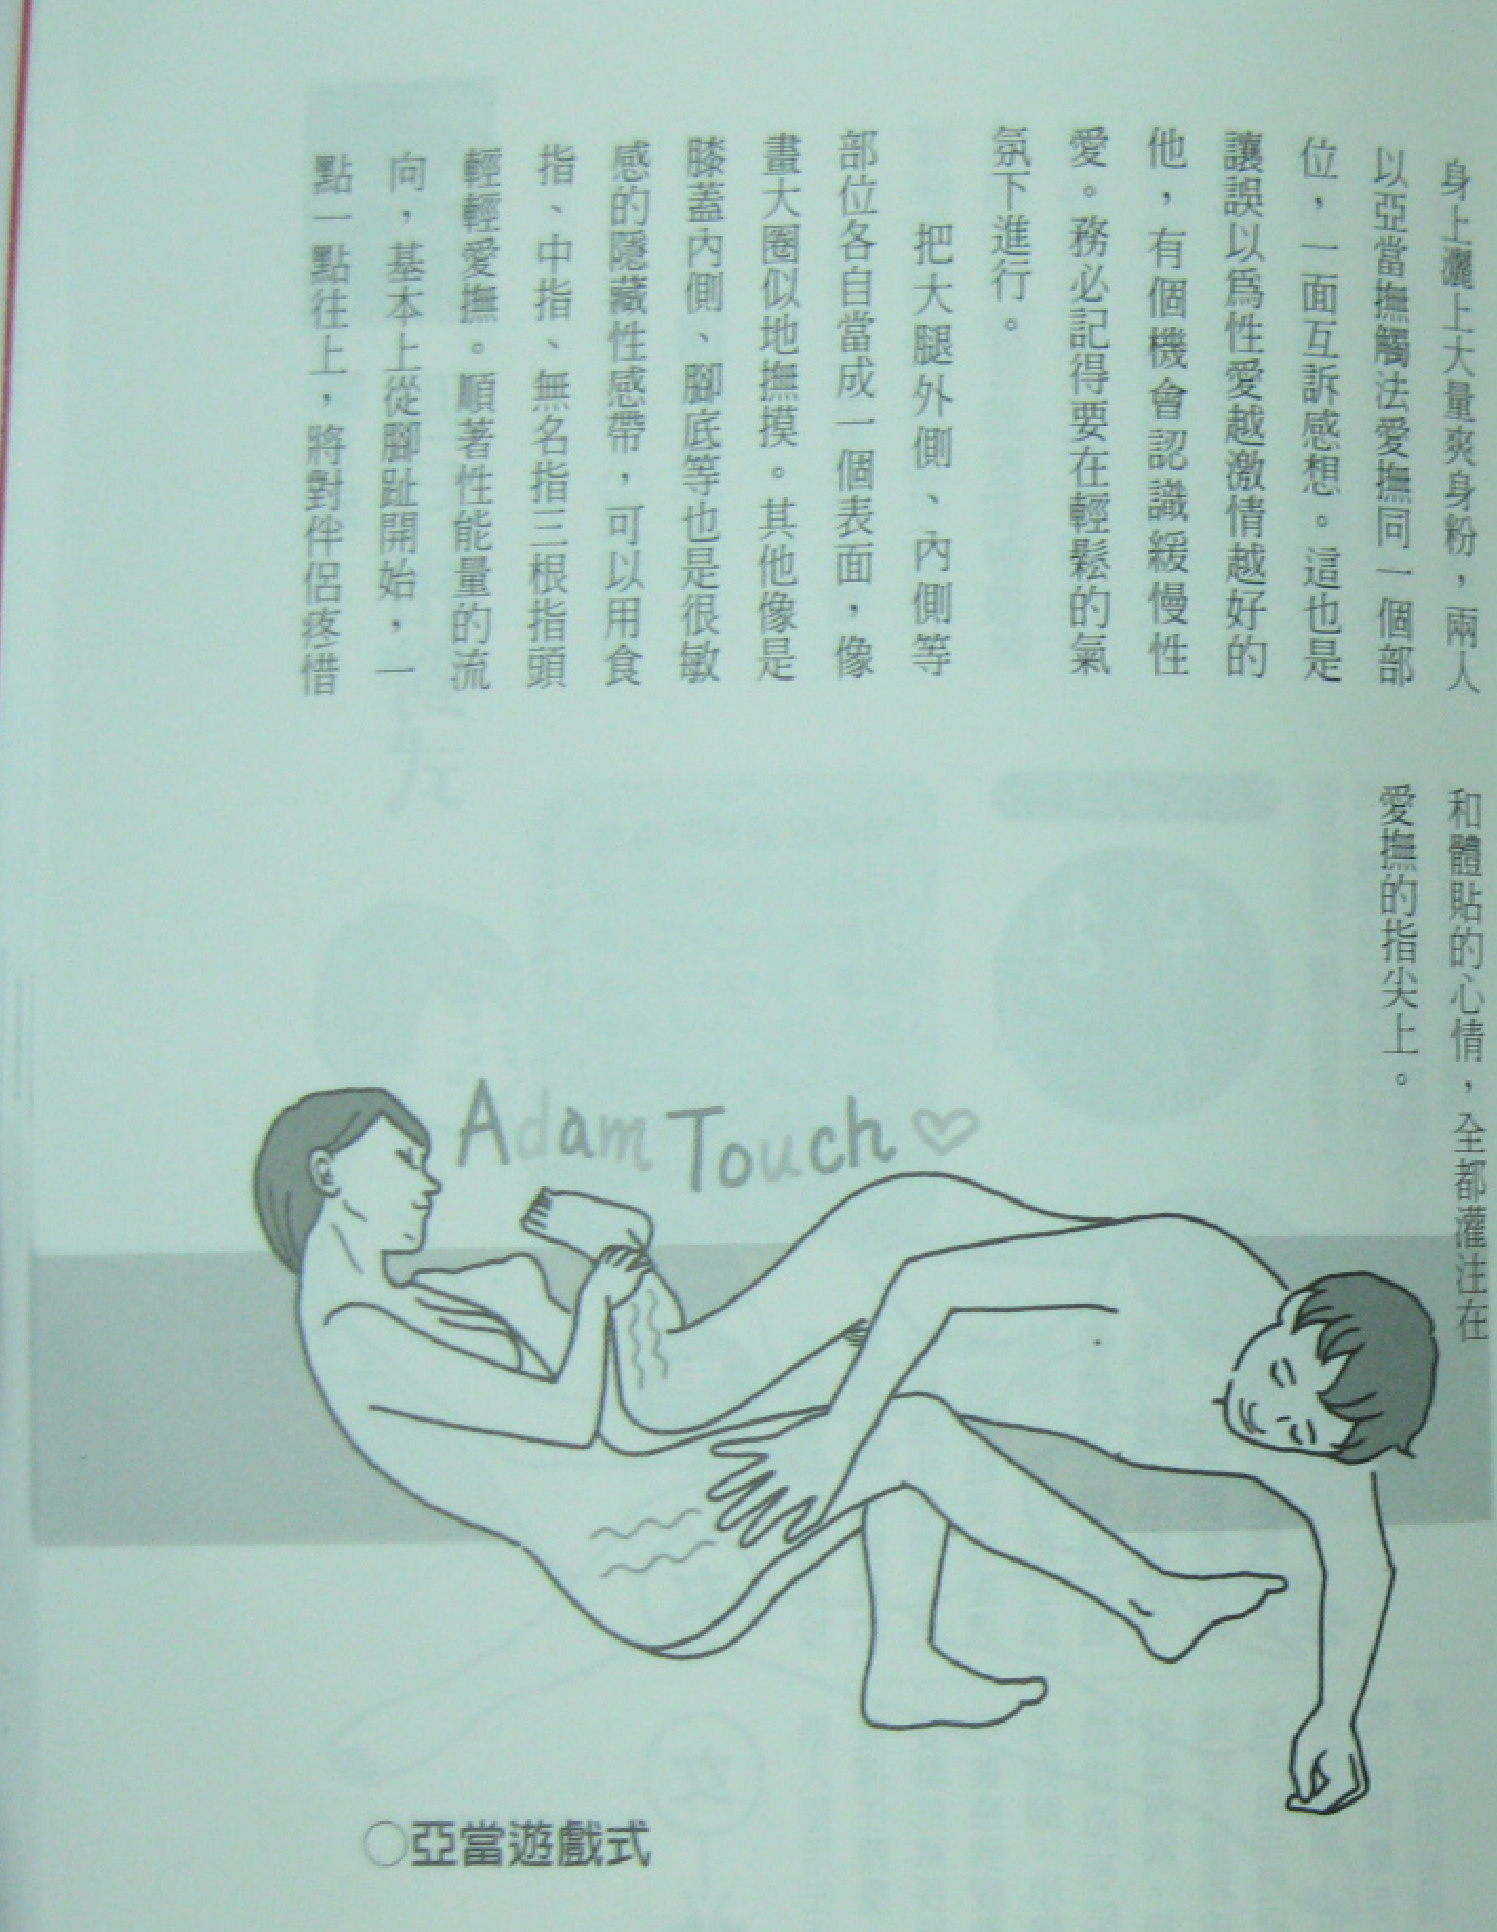 身上灑上大量爽身粉，兩人
以亞當撫觸法愛撫同一個部
位，一面互訴感想。這也是
讓誤以為性愛越激情越好的
他，有個機會認識緩慢性
愛。務必記得要在輕鬆的氣
氛下進行。
把大腿外側、內側等
部位各自當成一個表面，像
畫大圈似地撫摸。其他像是
膝蓋內側、腳底等也是很敏
感的隱藏性感帶，可以用食
指、中指、無名指三根指頭
輕輕愛撫。順著性能量的流
向，基本上從腳趾開始，一
點一點往上，將對伴侶疼惜
和體貼的心情，全都灌注在
愛撫的指尖上。
Adam Touch♡
○亞當遊戲式